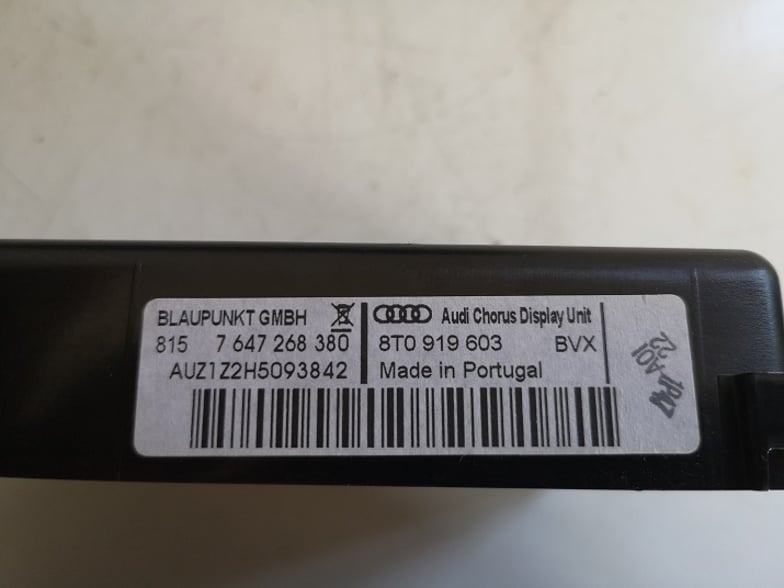 BLAUPUNKT GMBH
815 7 647 268 380
AUZ1Z2H5093842
Audi Chorus Display Unit
8T0 919 603 BVX
Made in Portugal
A01